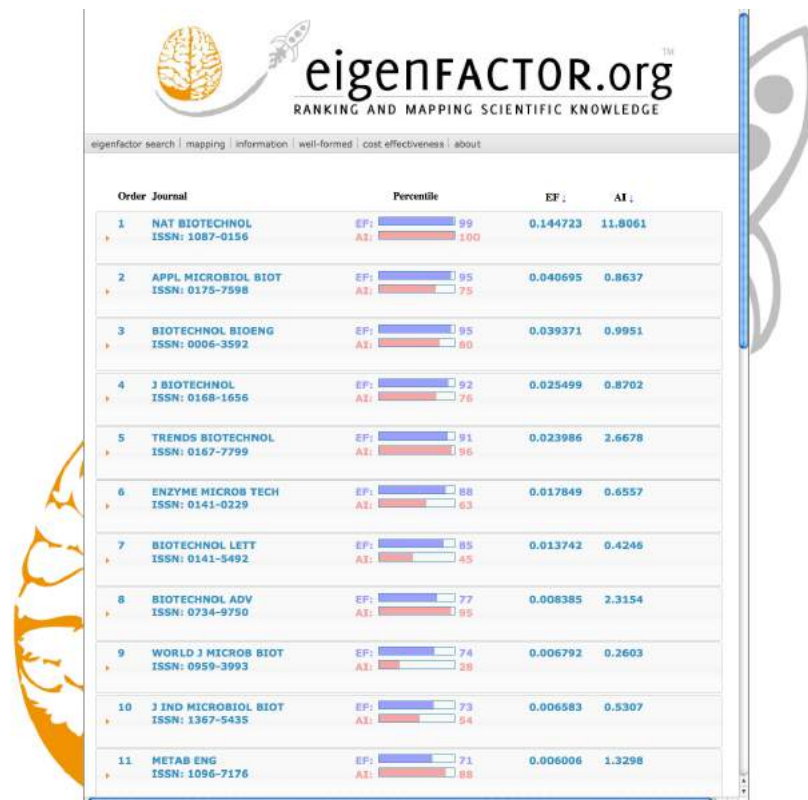 eigenFACTOR.org™
RANKING AND MAPPING SCIENTIFIC KNOWLEDGE
eigenfactor search | mapping | information | well-formed | cost effectiveness | about
Order Journal Percentile EF↓ AI↓
1 NAT BIOTECHNOL EF: 99 0.144723 11.8061
ISSN: 1087-0156 AI: 100
2 APPL MICROBIOL BIOT EF: 95 0.040695 0.8637
ISSN: 0175-7598 AI: 75
3 BIOTECHNOL BIOENG EF: 95 0.039371 0.9951
ISSN: 0006-3592 AI: 80
4 J BIOTECHNOL EF: 92 0.025499 0.8702
ISSN: 0168-1656 AI: 76
5 TRENDS BIOTECHNOL EF: 91 0.023986 2.6678
ISSN: 0167-7799 AI: 96
6 ENZYME MICROB TECH EF: 88 0.017849 0.6557
ISSN: 0141-0229 AI: 63
7 BIOTECHNOL LETT EF: 85 0.013742 0.4246
ISSN: 0141-5492 AI: 45
8 BIOTECHNOL ADV EF: 77 0.008385 2.3154
ISSN: 0734-9750 AI: 95
9 WORLD J MICROB BIOT EF: 74 0.006792 0.2603
ISSN: 0959-3993 AI: 28
10 J IND MICROBIOL BIOT EF: 73 0.006583 0.5307
ISSN: 1367-5435 AI: 54
11 METAB ENG EF: 71 0.006006 1.3298
ISSN: 1096-7176 AI: 88